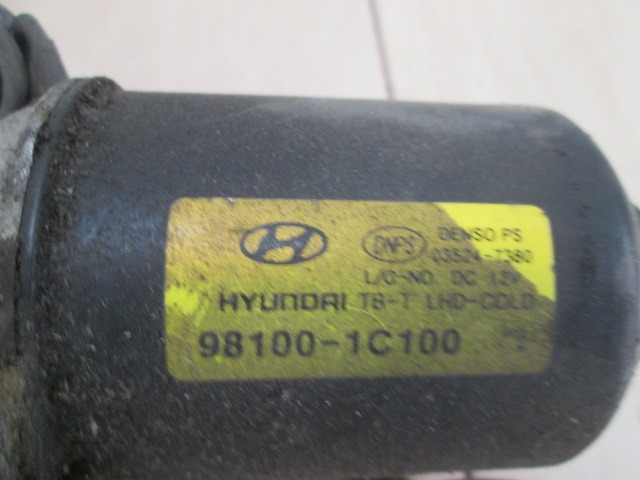 DNPS DENSO PS
03524-7380
L/C-NO. DC 12V
HYUNDAI TB-T LHD-COLD
98100-1C100